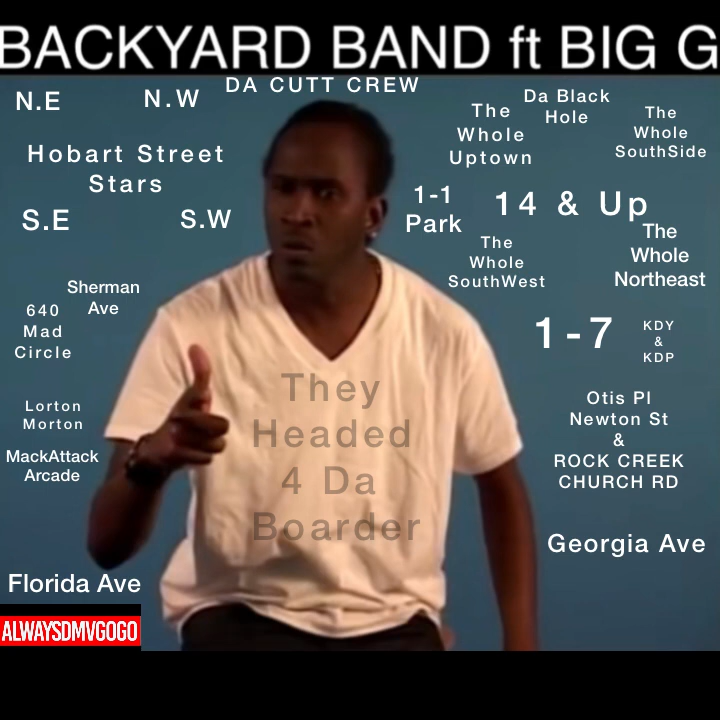 BACKYARD BAND ft BIG G
DA CUTT CREW
N.E
N.W
Hobart Street
Stars
S.E
S.W
Sherman
Ave
640
Mad
Circle
Lorton
Morton
MackAttack
Arcade
Florida Ave
ALWAYSDMVGOGO
They
Headed
4 Da
Boarder
The
Whole
Uptown
Da Black
Hole
The
Whole
SouthSide
1-1
Park
14 & Up
The
Whole
SouthWest
The
Whole
Northeast
1-7
KDY
&
KDP
Otis Pl
Newton St
&
ROCK CREEK
CHURCH RD
Georgia Ave